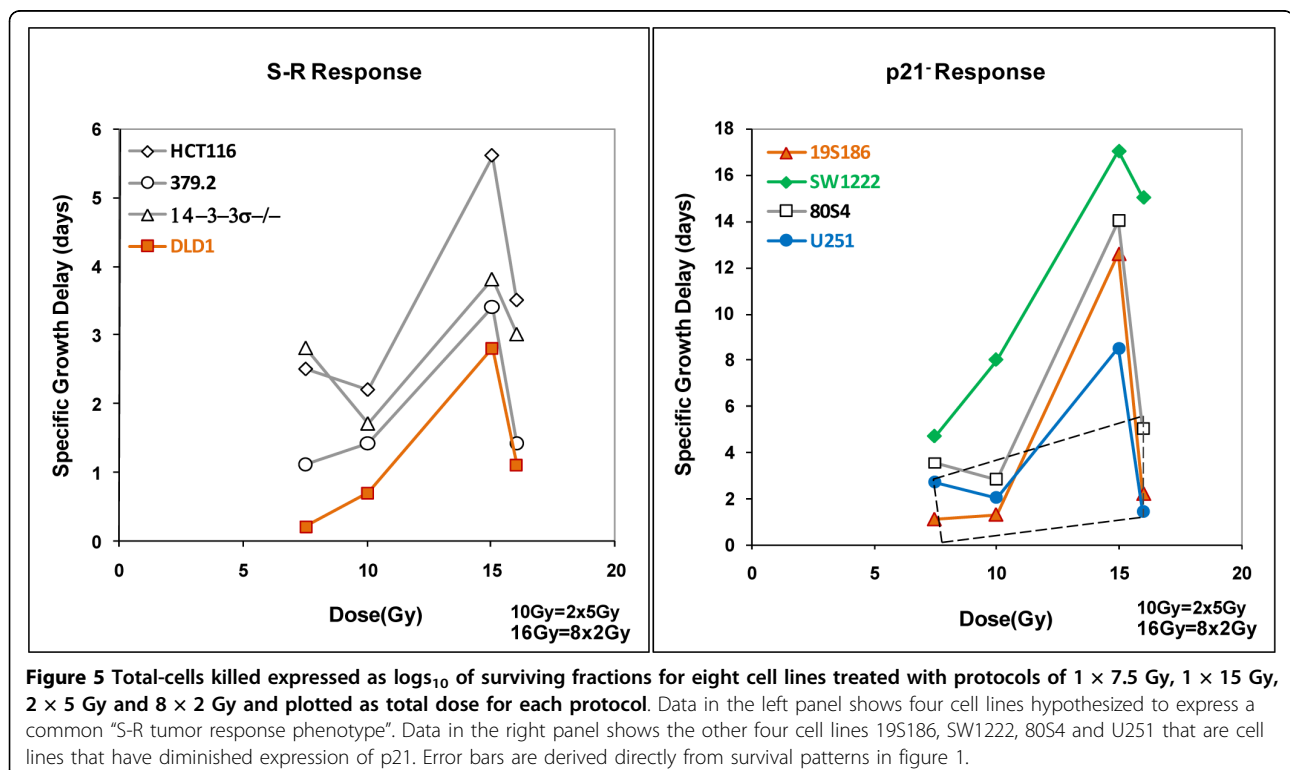 S-R Response
Specific Growth Delay (days)
6
5
4
3
2
1
0
HCT116
379.2
14-3-3σ-/-
DLD1
0
5
10
15
20
Dose(Gy)
10Gy=2x5Gy
16Gy=8x2Gy
p21- Response
Specific Growth Delay (days)
18
16
14
12
10
8
6
4
2
0
19S186
SW1222
80S4
U251
0
5
10
15
20
Dose(Gy)
10Gy=2x5Gy
16Gy=8x2Gy
Figure 5 Total-cells killed expressed as logs10 of surviving fractions for eight cell lines treated with protocols of 1 × 7.5 Gy, 1 × 15 Gy,
2 × 5 Gy and 8 × 2 Gy and plotted as total dose for each protocol. Data in the left panel shows four cell lines hypothesized to express a
common "S-R tumor response phenotype". Data in the right panel shows the other four cell lines 19S186, SW1222, 80S4 and U251 that are cell
lines that have diminished expression of p21. Error bars are derived directly from survival patterns in figure 1.